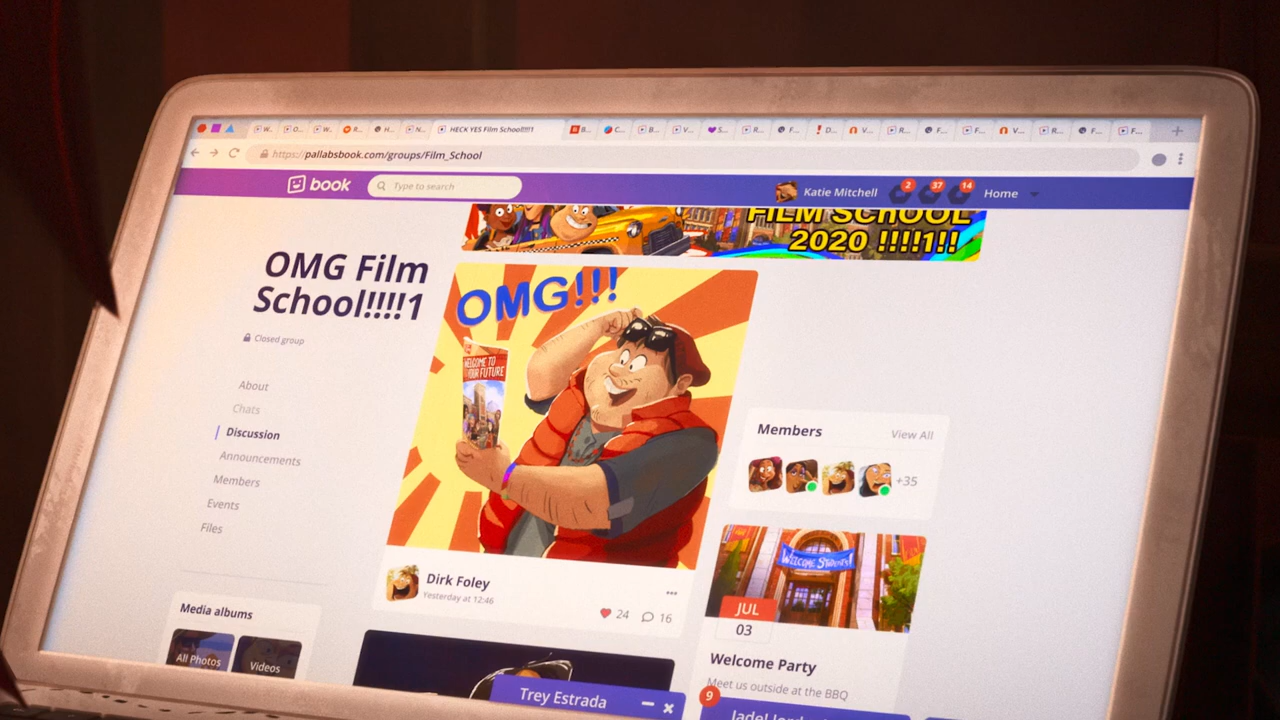 W...
O...
W...
R...
H...
N...
HECK YES Film School!!!!1
B...
C...
B...
V...
S...
R...
F...
D...
V...
R...
F...
F...
V...
R...
F...
F...
https://pallabsbook.com/groups/Film_School
book
Type to search
Katie Mitchell
2
37
14
Home
FILM SCHOOL
2020 !!!!1!!
OMG Film
School!!!!1
Closed group
About
Chats
Discussion
Announcements
Members
Events
Files
Media albums
All Photos
Videos
OMG!!!
WELCOME TO
YOUR FUTURE
Dirk Foley
Yesterday at 12:46
24
16
Members
View All
+35
WELCOME STUDENTS!
JUL
03
Welcome Party
Meet us outside at the BBQ
Trey Estrada
9